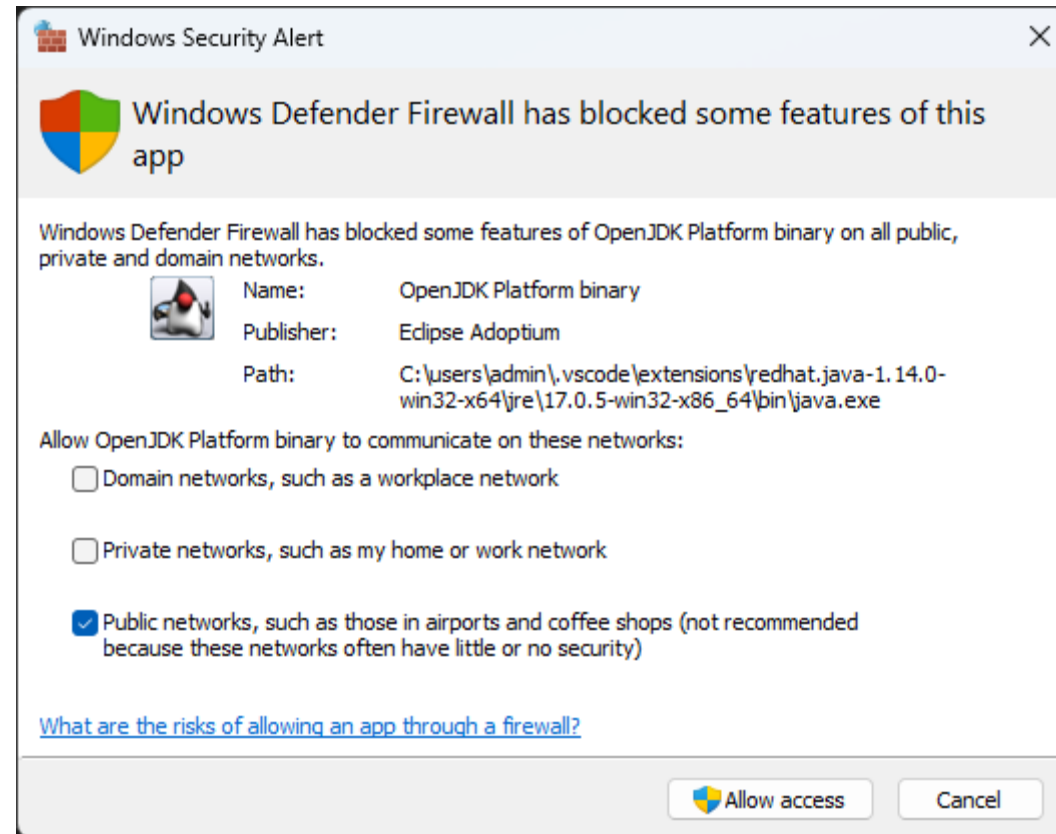 Windows Security Alert
Windows Defender Firewall has blocked some features of this
app
Windows Defender Firewall has blocked some features of OpenJDK Platform binary on all public,
private and domain networks.
Name: OpenJDK Platform binary
Publisher: Eclipse Adoptium
Path: C:\users\admin\.vscode\extensions\redhat.java-1.14.0-
win32-x64\jre\17.0.5-win32-x86_64\bin\java.exe
Allow OpenJDK Platform binary to communicate on these networks:
Domain networks, such as a workplace network
Private networks, such as my home or work network
Public networks, such as those in airports and coffee shops (not recommended
because these networks often have little or no security)
What are the risks of allowing an app through a firewall?
Allow access Cancel